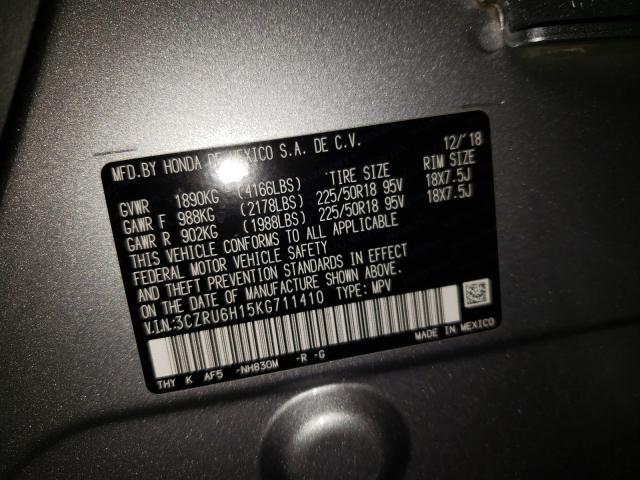 MFD.BY HONDA DE MEXICO S.A. DE C.V. 12/'18
TIRE SIZE RIM SIZE
GVWR 1890KG (4166LBS)
GAWR F 988KG (2178LBS) 225/50R18 95V 18X7.5J
GAWR R 902KG (1988LBS) 225/50R18 95V 18X7.5J
THIS VEHICLE CONFORMS TO ALL APPLICABLE
FEDERAL MOTOR VEHICLE SAFETY
AND THEFT PREVENTION STANDARDS IN EFFECT
ON THE DATE OF MANUFACTURE SHOWN ABOVE.
V.I.N:3CZRU6H15KG711410 TYPE: MPV
MADE IN MEXICO
THY K AF5 -NH830M -R -G